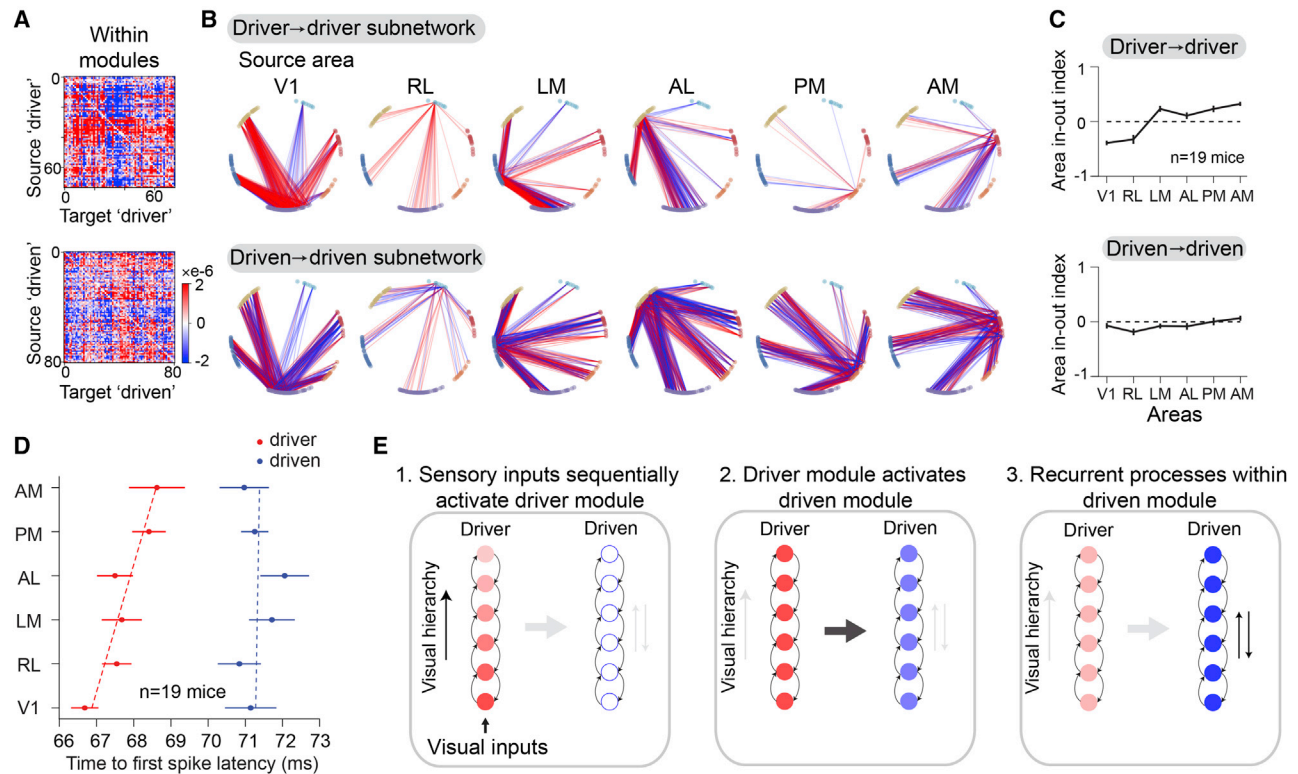 A
Within
modules
0
60
Source 'driver'
0
60
Target 'driver'
0
80
Source 'driven'
0
80
Target 'driven'
×e-6
2
0
-2
B
Driver→driver subnetwork
Source area
V1
RL
LM
AL
PM
AM
Driven→driven subnetwork
C
Driver→driver
Area in-out index
1
0
-1
n=19 mice
V1 RL LM AL PM AM
Driven→driven
Area in-out index
1
0
-1
V1 RL LM AL PM AM
Areas
D
driver
driven
AM
PM
AL
LM
RL
V1
n=19 mice
66 67 68 69 70 71 72 73
Time to first spike latency (ms)
E
1. Sensory inputs sequentially
activate driver module
Driver
Driven
Visual hierarchy
Visual inputs
2. Driver module activates
driven module
Driver
Driven
Visual hierarchy
3. Recurrent processes within
driven module
Driver
Driven
Visual hierarchy